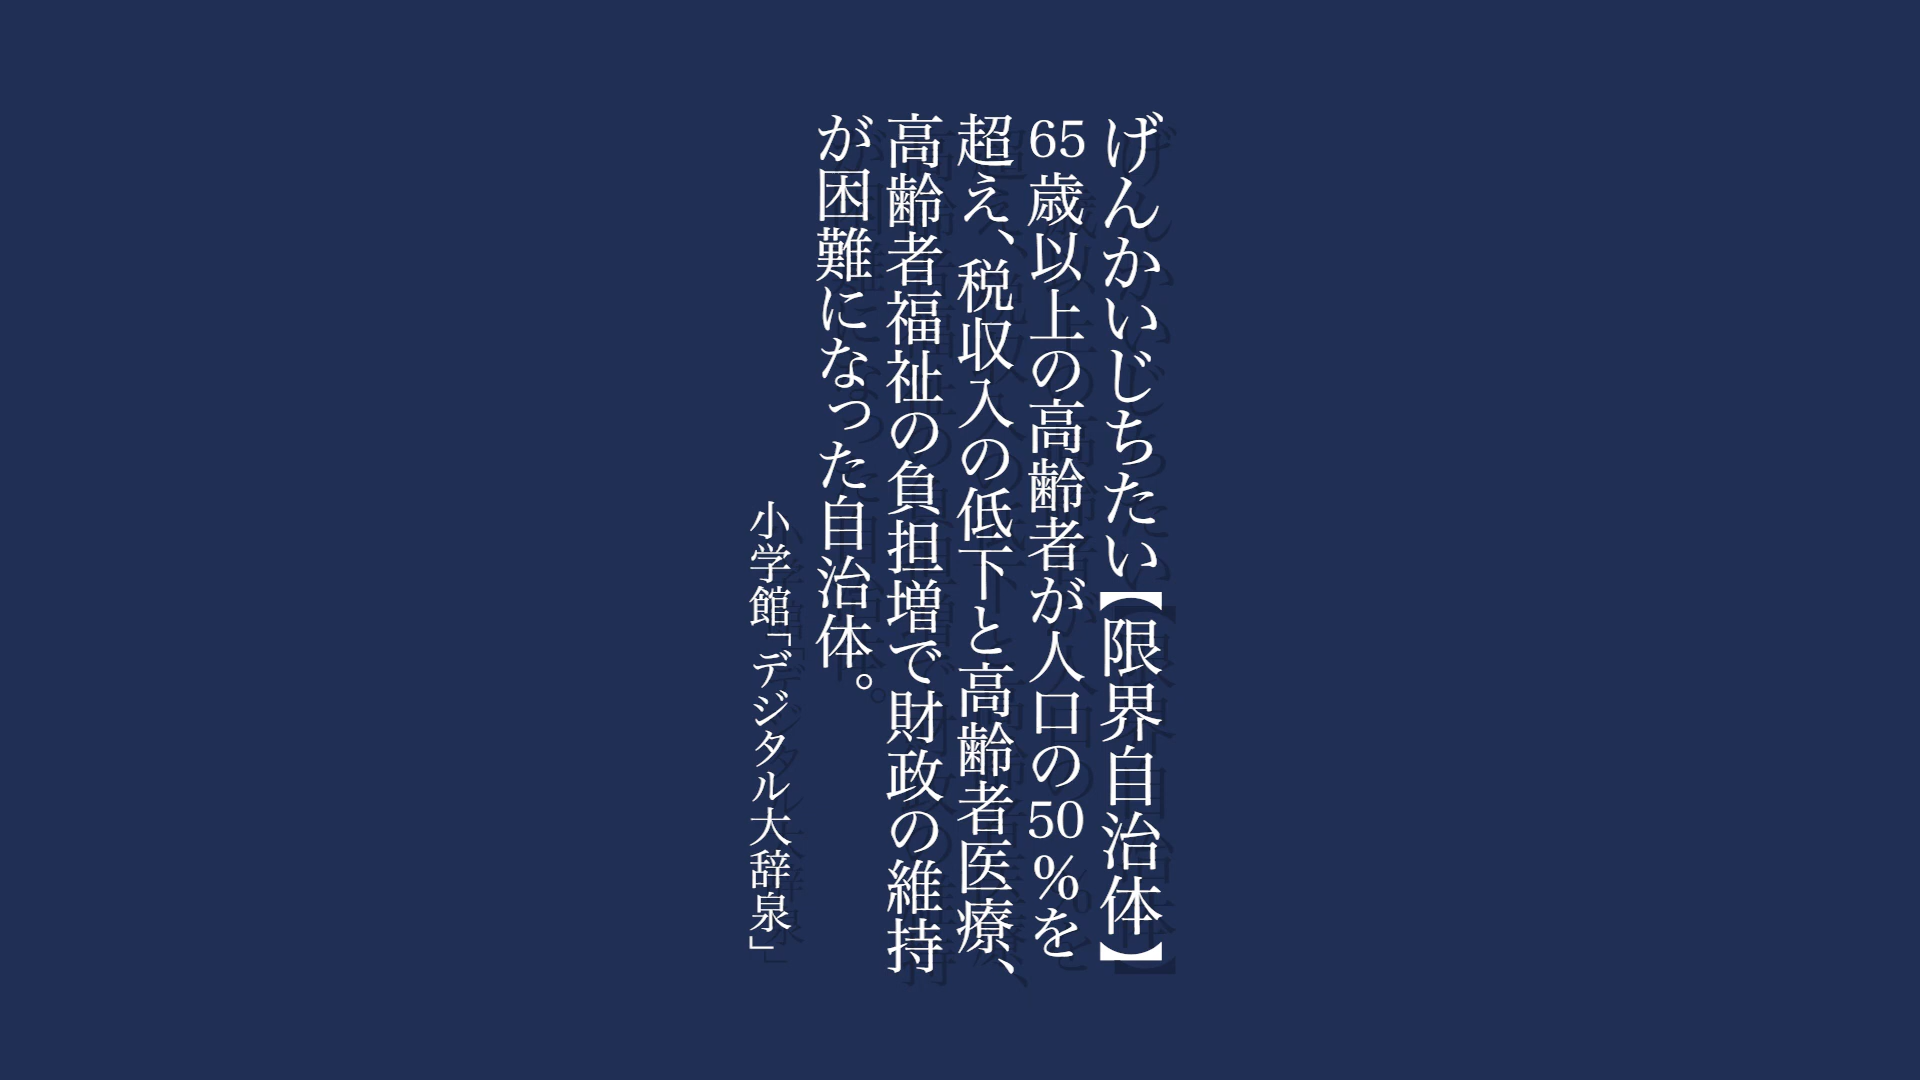 げんかいじちたい【限界自治体】
65歳以上の高齢者が人口の50%を
超え、税収入の低下と高齢者医療、
高齢者福祉の負担増で財政の維持
が困難になった自治体。
小学館「デジタル大辞泉」